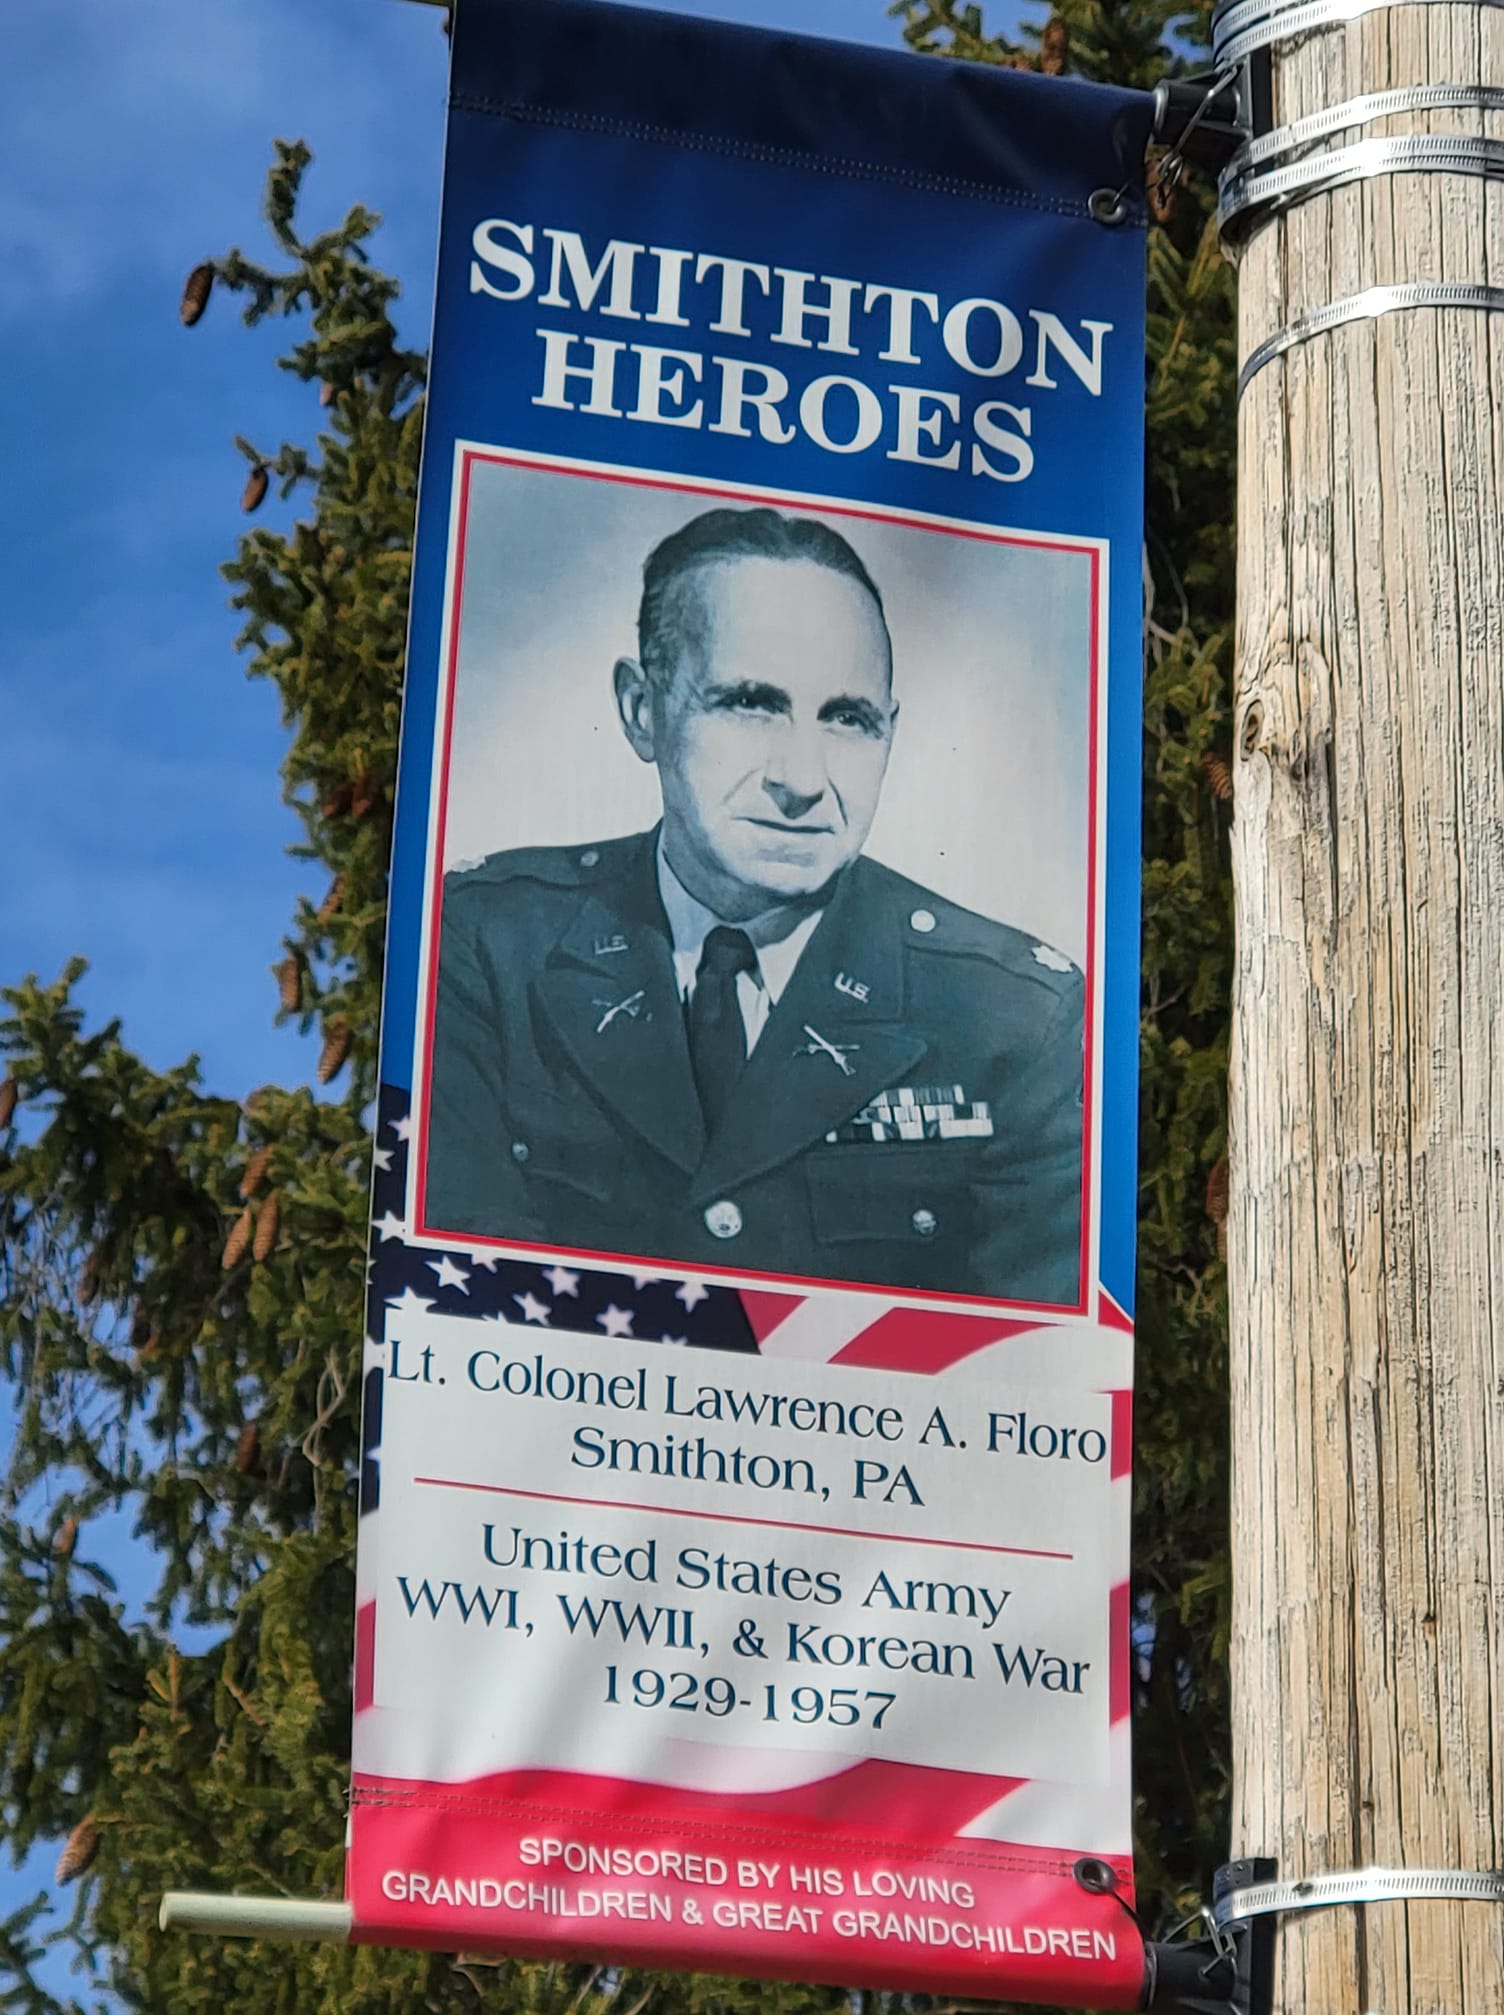 SMITHTON
HEROES
U.S.
U.S.
Lt. Colonel Lawrence A. Floro
Smithton, PA
United States Army
WWI, WWII, & Korean War
1929-1957
SPONSORED BY HIS LOVING
GRANDCHILDREN & GREAT GRANDCHILDREN